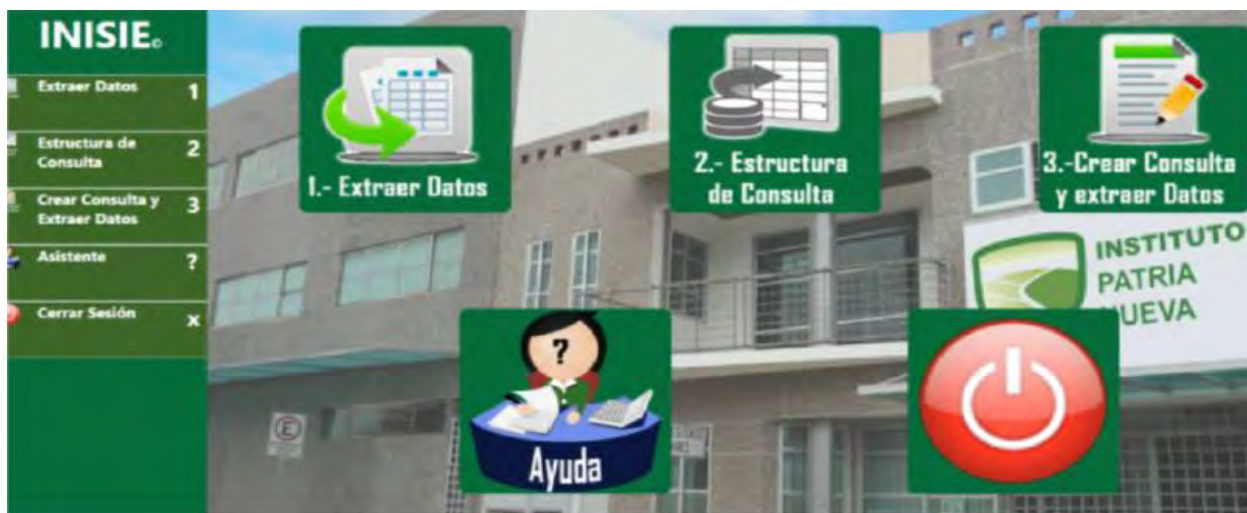 INISIE©
Extraer Datos 1
Estructura de 2
Consulta
Crear Consulta y 3
Extraer Datos
Asistente ?
Cerrar Sesión x
1.- Extraer Datos
2.- Estructura
de Consulta
3.-Crear Consulta
y extraer Datos
INSTITUTO
PATRIA
NUEVA
?
Ayuda
E